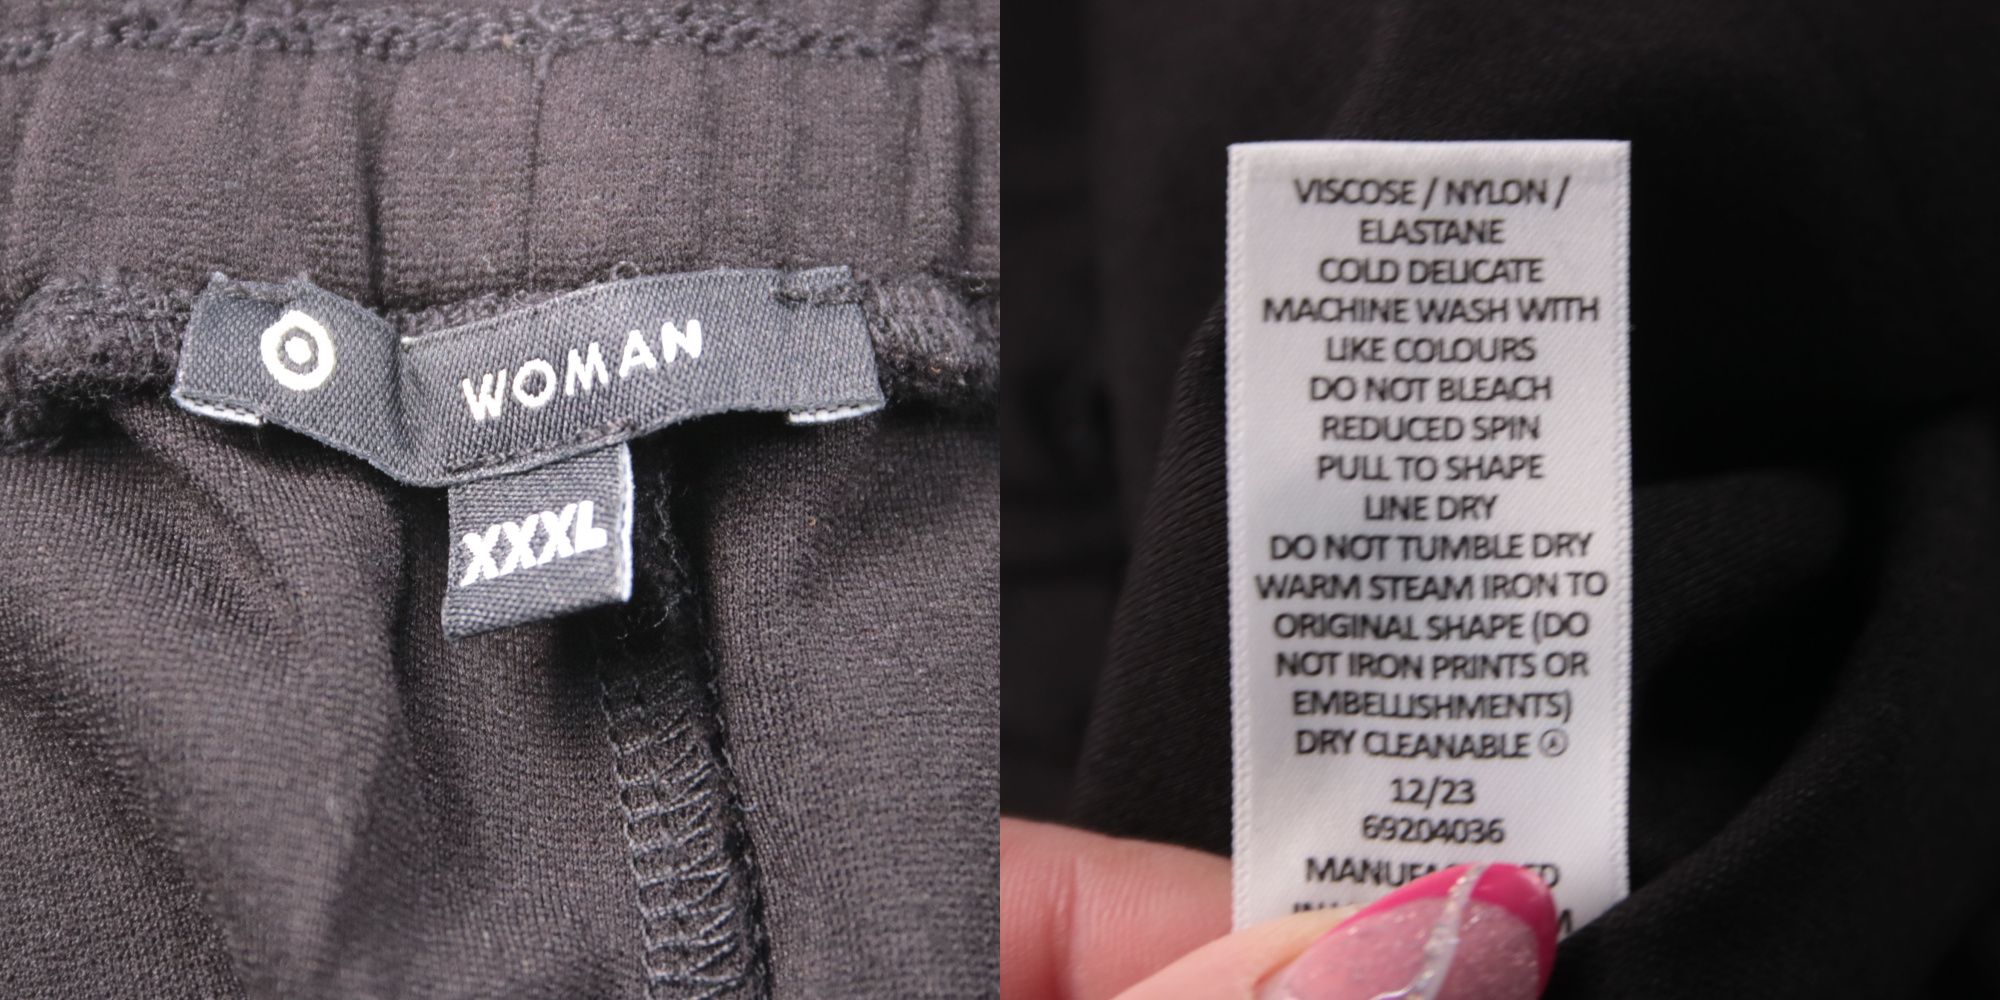 WOMAN
XXXL
VISCOSE / NYLON /
ELASTANE
COLD DELICATE
MACHINE WASH WITH
LIKE COLOURS
DO NOT BLEACH
REDUCED SPIN
PULL TO SHAPE
LINE DRY
DO NOT TUMBLE DRY
WARM STEAM IRON TO
ORIGINAL SHAPE (DO
NOT IRON PRINTS OR
EMBELLISHMENTS)
DRY CLEANABLE Ⓐ
12/23
69204036